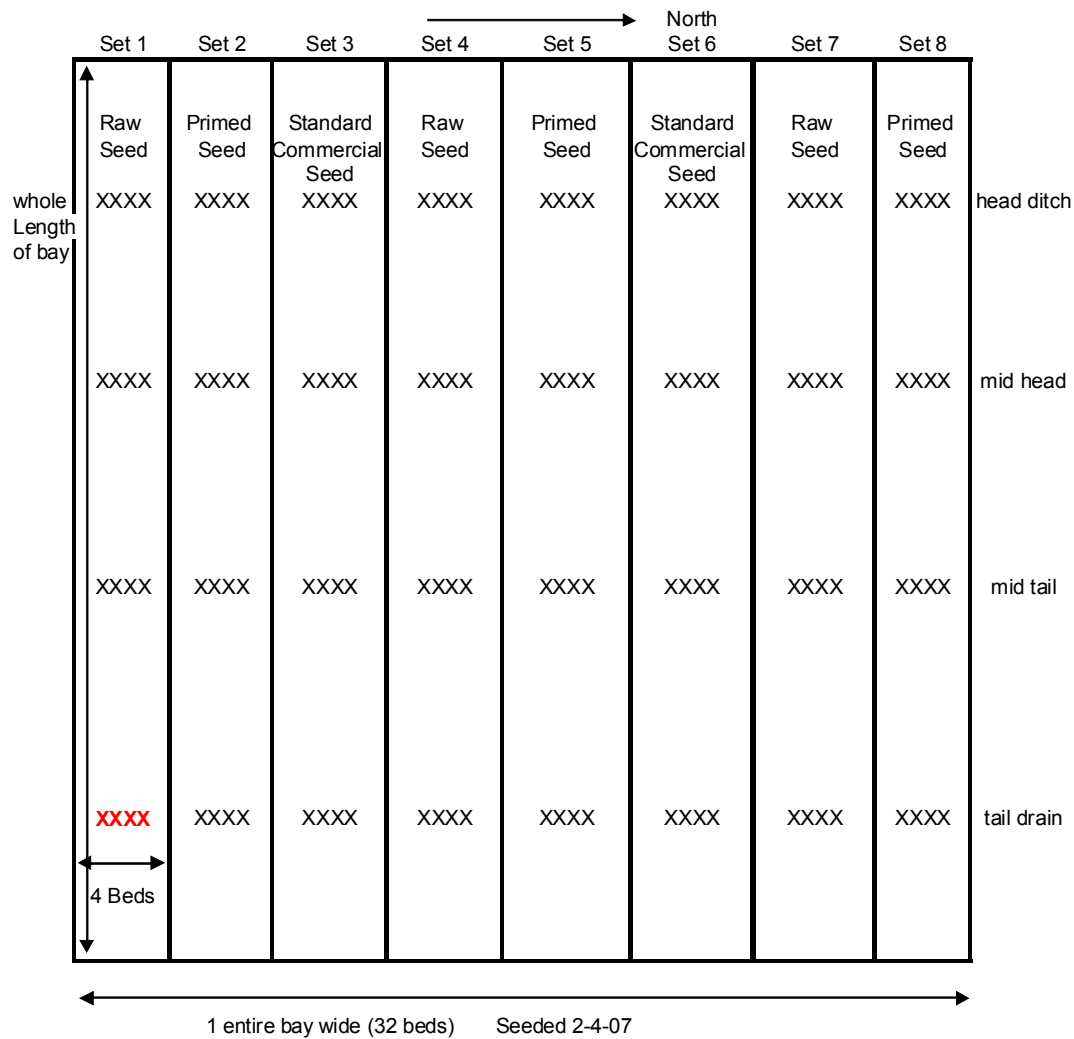 North
Set 1 Set 2 Set 3 Set 4 Set 5 Set 6 Set 7 Set 8
Raw Primed Standard Raw Primed Standard Raw Primed
Seed Seed Commercial Seed Seed Commercial Seed Seed
Seed Seed
whole XXXX XXXX XXXX XXXX XXXX XXXX XXXX XXXX head ditch
Length
of bay
XXXX XXXX XXXX XXXX XXXX XXXX XXXX XXXX mid head
XXXX XXXX XXXX XXXX XXXX XXXX XXXX XXXX mid tail
XXXX XXXX XXXX XXXX XXXX XXXX XXXX XXXX tail drain
4 Beds
1 entire bay wide (32 beds) Seeded 2-4-07